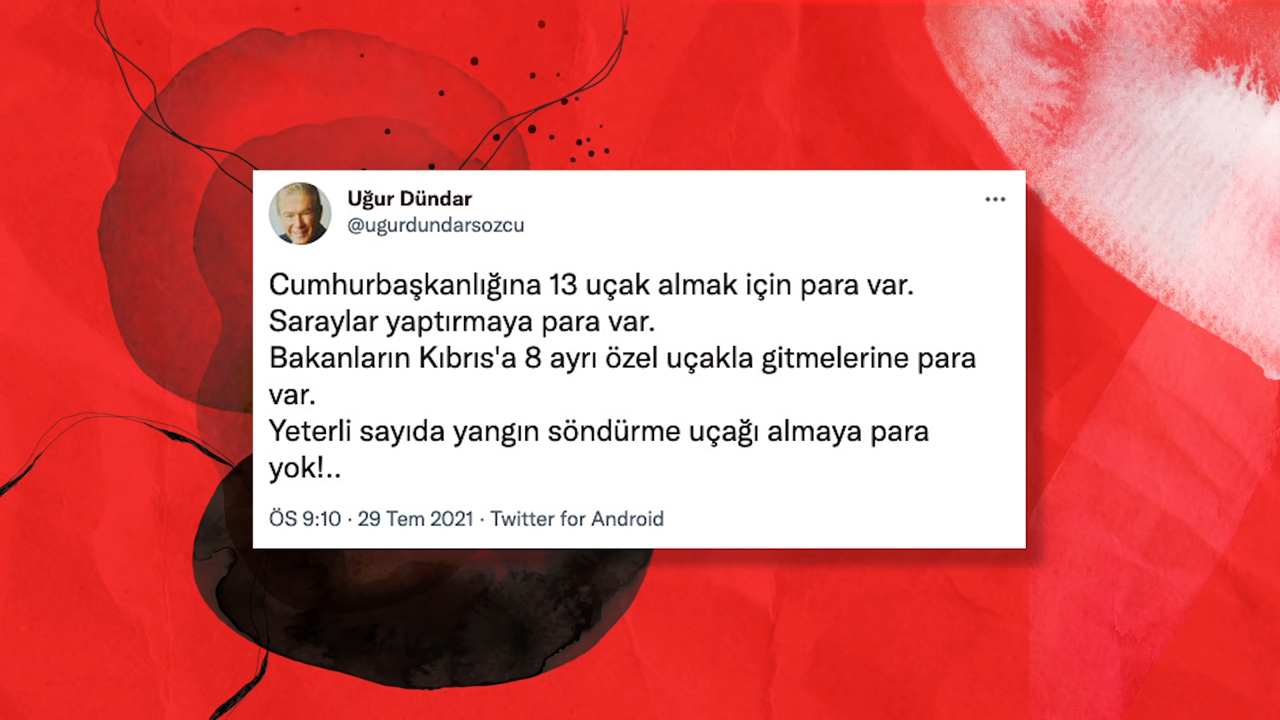 Uğur Dündar
@ugurdundarsozcu
Cumhurbaşkanlığına 13 uçak almak için para var.
Saraylar yaptırmaya para var.
Bakanların Kıbrıs'a 8 ayrı özel uçakla gitmelerine para
var.
Yeterli sayıda yangın söndürme uçağı almaya para
yok!..
ÖS 9:10 · 29 Tem 2021 · Twitter for Android